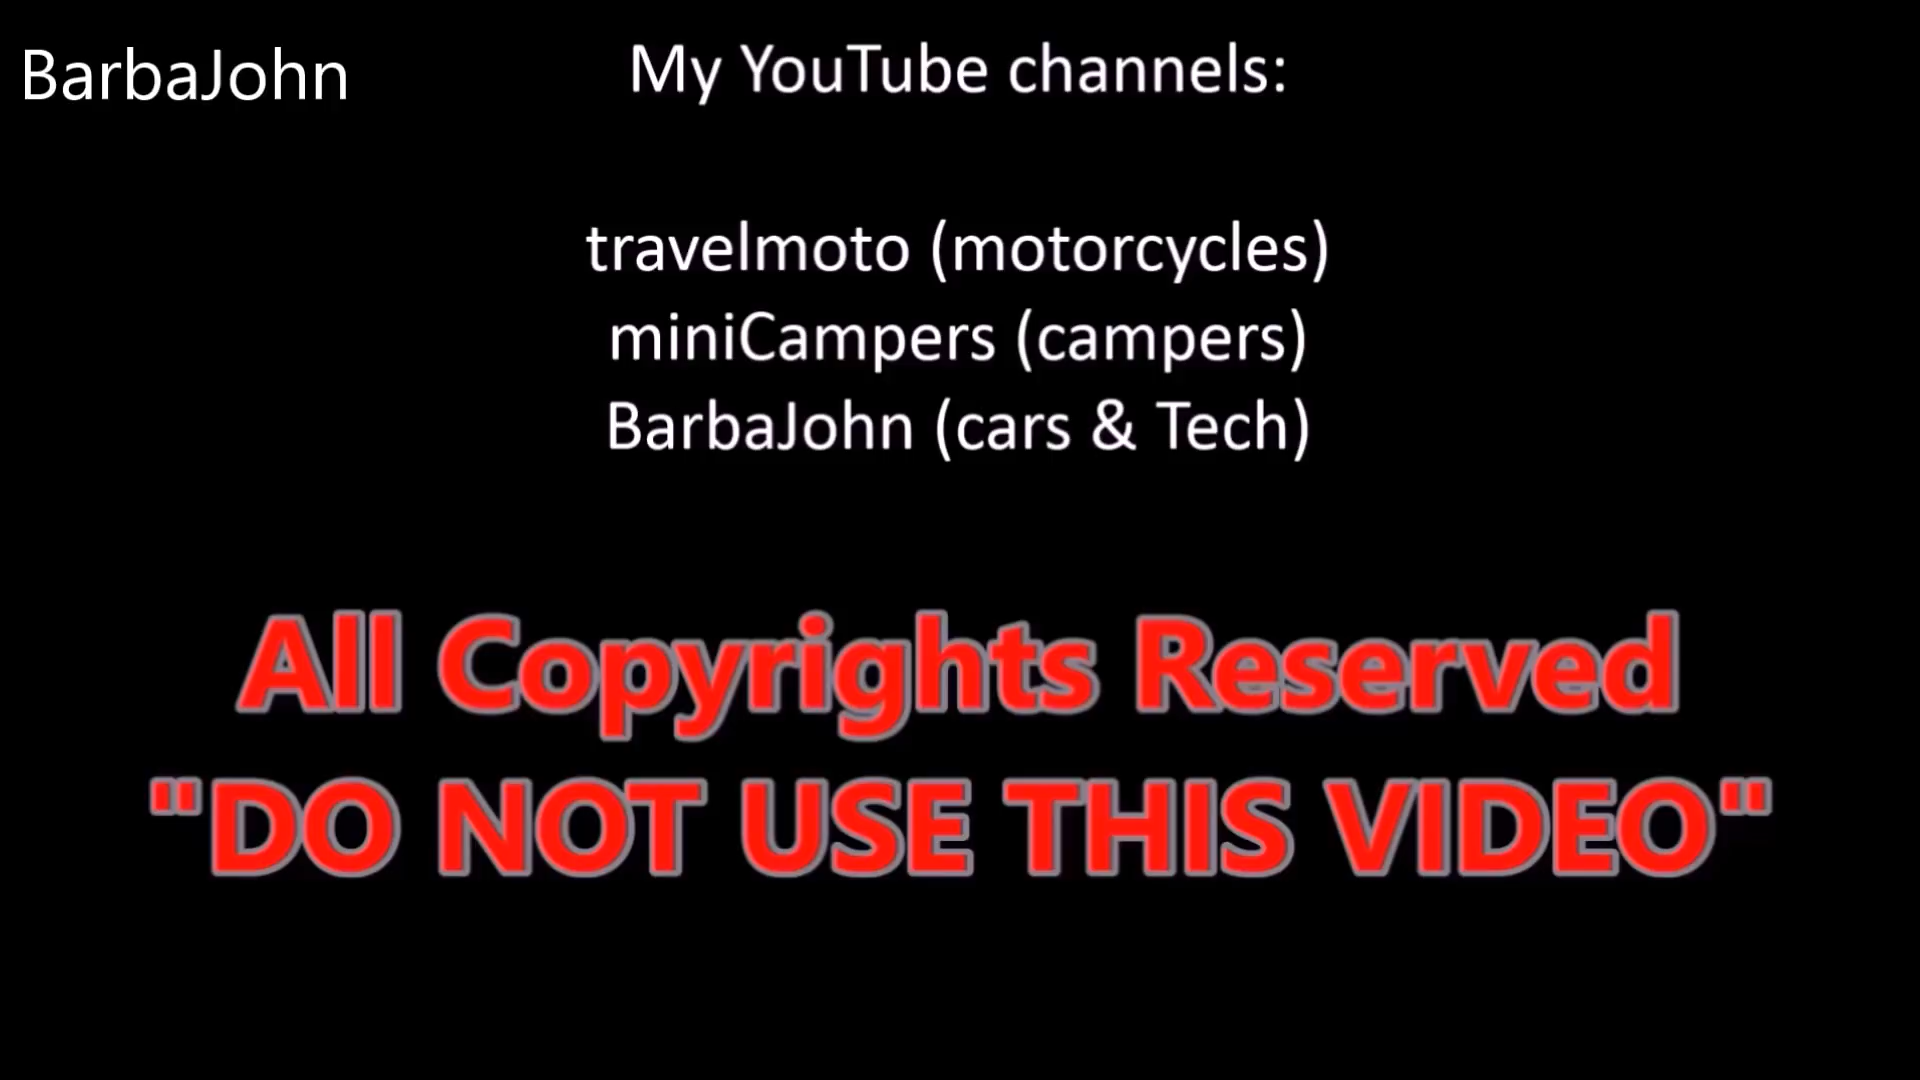 BarbaJohn
My YouTube channels:
travelmoto (motorcycles)
miniCampers (campers)
BarbaJohn (cars & Tech)
All Copyrights Reserved
"DO NOT USE THIS VIDEO"